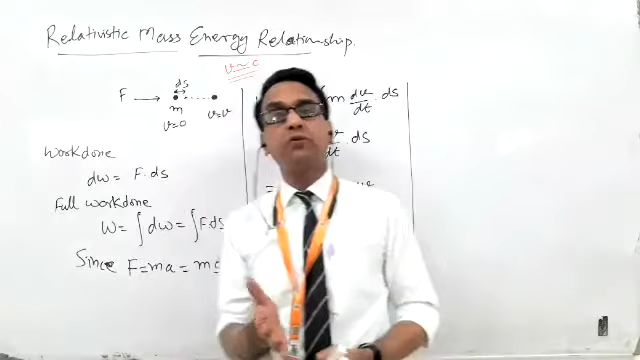 Relativistic Mass Energy Relationship.
v ~ c
F → ds
m
v=0 v=v
Workdone
dw = F.ds
Full workdone
W = ∫ dw = ∫ F.ds
Since F = ma = m
m dv/dt . ds
dt . ds
=